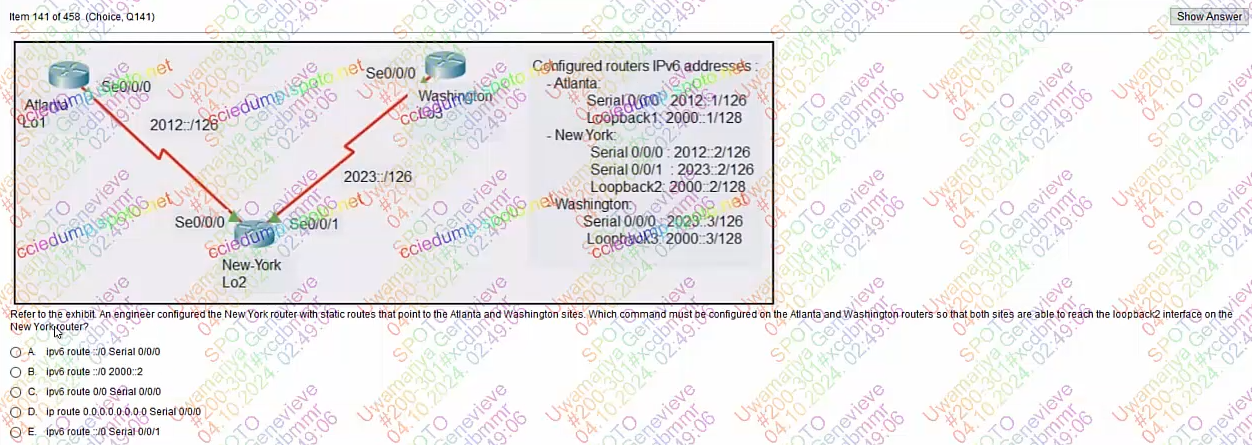 Item 141 of 458 (Choice, Q141)
Show Answer
Se0/0/0
Se0/0/0
Atlanta
Lo1
Washington
Lo3
2012::/126
2023::/126
Se0/0/0
Se0/0/1
New-York
Lo2
Configured routers IPv6 addresses :
- Atlanta:
Serial 0/0/0 : 2012::1/126
Loopback1: 2000::1/128
- New York:
Serial 0/0/0 : 2012::2/126
Serial 0/0/1 : 2023::2/126
Loopback2: 2000::2/128
- Washington:
Serial 0/0/0 : 2023::3/126
Loopback3: 2000::3/128
Refer to the exhibit. An engineer configured the New York router with static routes that point to the Atlanta and Washington sites. Which command must be configured on the Atlanta and Washington routers so that both sites are able to reach the loopback2 interface on the
New York router?
A. ipv6 route ::/0 Serial 0/0/0
B. ipv6 route ::/0 2000::2
C. ipv6 route 0/0 Serial 0/0/0
D. ip route 0.0.0.0.0.0.0.0 Serial 0/0/0
E. ipv6 route ::/0 Serial 0/0/1
cciedump.spoto.net